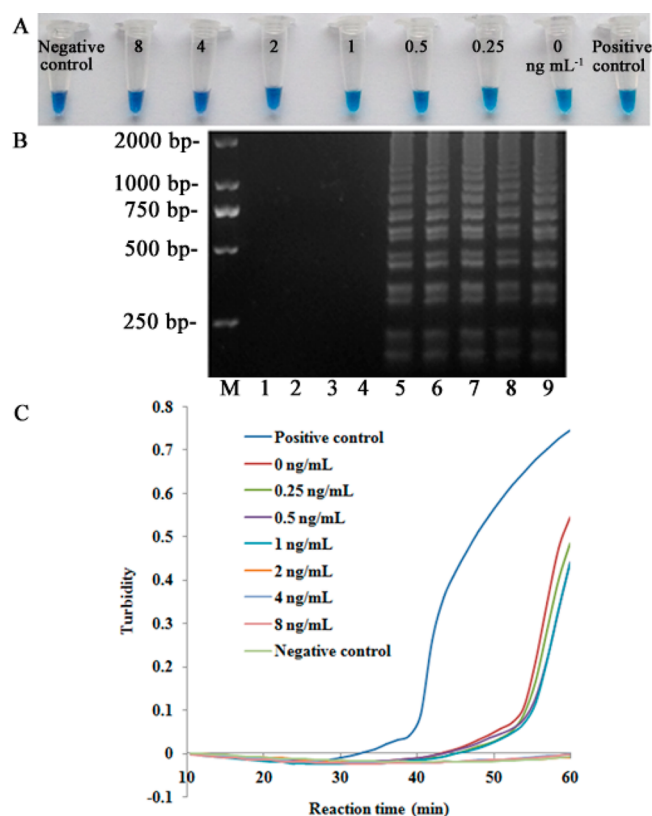 A
Negative control 8 4 2 1 0.5 0.25 0 ng mL⁻¹ Positive control
B
2000 bp-
1000 bp-
750 bp-
500 bp-
250 bp-
M 1 2 3 4 5 6 7 8 9
C
0.8
0.7
0.6
0.5
0.4
0.3
0.2
0.1
0
-0.1
Turbidity
Positive control
0 ng/mL
0.25 ng/mL
0.5 ng/mL
1 ng/mL
2 ng/mL
4 ng/mL
8 ng/mL
Negative control
10 20 30 40 50 60
Reaction time (min)